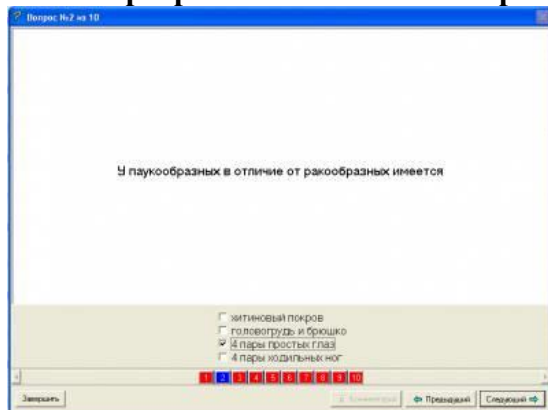 Вопрос №2 из 10
У паукообразных в отличие от ракообразных имеется
хитиновый покров
головогрудь и брюшко
4 пары простых глаз
4 пары ходильных ног
1 2 3 4 5 6 7 8 9 10
Завершить Комментарий Предыдущий Следующий